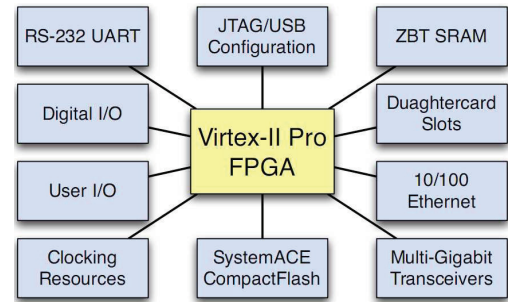 RS-232 UART
JTAG/USB
Configuration
ZBT SRAM
Digital I/O
Virtex-II Pro
FPGA
Duaghtercard
Slots
User I/O
10/100
Ethernet
Clocking
Resources
SystemACE
CompactFlash
Multi-Gigabit
Transceivers